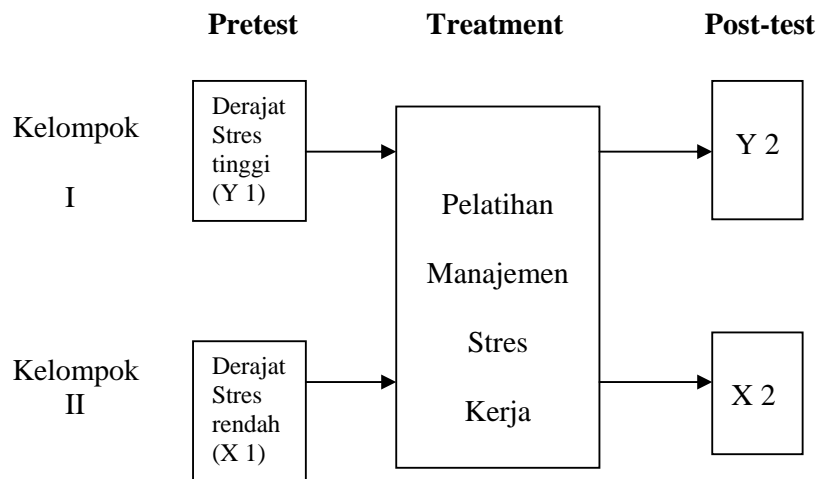 Pretest Treatment Post-test
Kelompok
I
Derajat
Stres
tinggi
(Y 1)
Pelatihan
Manajemen
Stres
Kerja
Y 2
Kelompok
II
Derajat
Stres
rendah
(X 1)
X 2